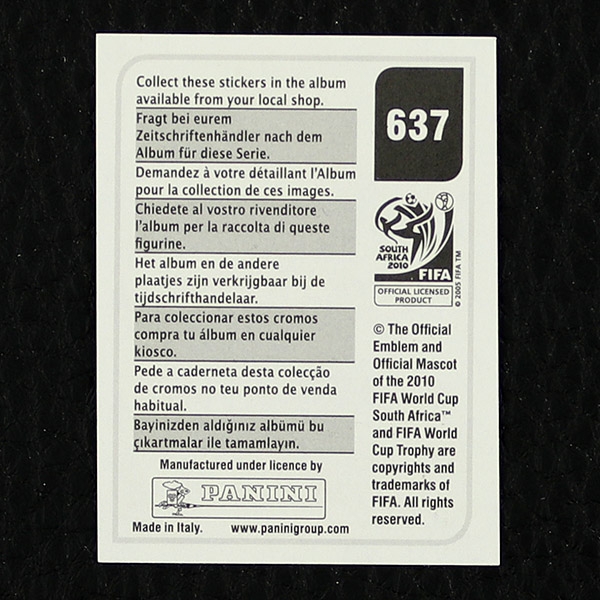 Collect these stickers in the album
available from your local shop.
Fragt bei eurem
Zeitschriftenhändler nach dem
Album für diese Serie.
Demandez à votre détaillant l'Album
pour la collection de ces images.
Chiedete al vostro rivenditore
l'album per la raccolta di queste
figurine.
Het album en de andere
plaatjes zijn verkrijgbaar bij de
tijdschrifthandelaar.
Para coleccionar estos cromos
compra tu álbum en cualquier
kiosco.
Pede a caderneta desta colecção
de cromos no teu ponto de venda
habitual.
Bayinizden aldığınız albümü bu
çıkartmalar ile tamamlayın.
Manufactured under licence by
PANINI
Made in Italy. www.paninigroup.com
637
SOUTH
AFRICA
2010
FIFA
OFFICIAL LICENSED
PRODUCT
© 2005 FIFA TM
© The Official
Emblem and
Official Mascot
of the 2010
FIFA World Cup
South Africa™
and FIFA World
Cup Trophy are
copyrights and
trademarks of
FIFA. All rights
reserved.